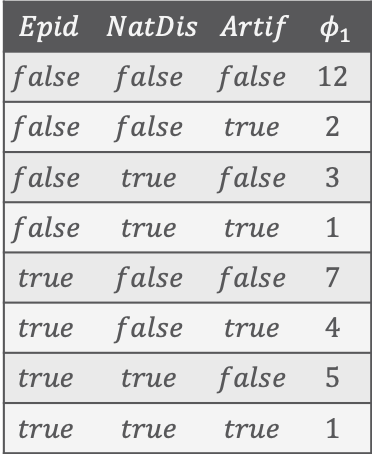 Epid NatDis Artif ϕ₁
false false false 12
false false true 2
false true false 3
false true true 1
true false false 7
true false true 4
true true false 5
true true true 1